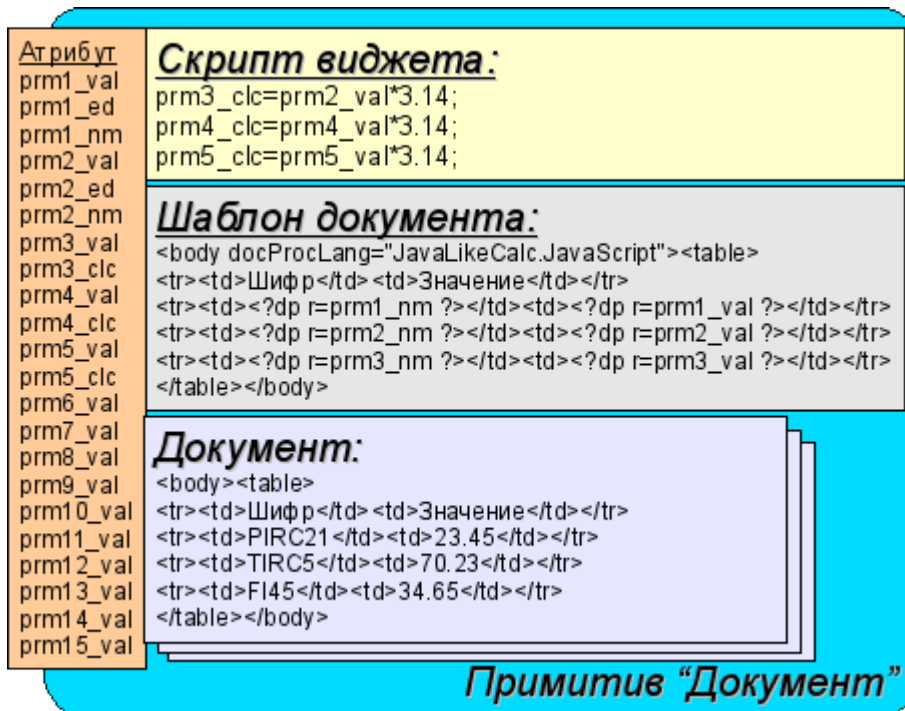 Атрибут
prm1_val
prm1_ed
prm1_nm
prm2_val
prm2_ed
prm2_nm
prm3_val
prm3_clc
prm4_val
prm4_clc
prm5_val
prm5_clc
prm6_val
prm7_val
prm8_val
prm9_val
prm10_val
prm11_val
prm12_val
prm13_val
prm14_val
prm15_val
Скрипт виджета:
prm3_clc=prm2_val*3.14;
prm4_clc=prm4_val*3.14;
prm5_clc=prm5_val*3.14;
Шаблон документа:
<body docProcLang="JavaLikeCalc.JavaScript"><table>
<tr><td>Шифр</td><td>Значение</td></tr>
<tr><td><?dp r=prm1_nm ?></td><td><?dp r=prm1_val ?></td></tr>
<tr><td><?dp r=prm2_nm ?></td><td><?dp r=prm2_val ?></td></tr>
<tr><td><?dp r=prm3_nm ?></td><td><?dp r=prm3_val ?></td></tr>
</table></body>
Документ:
<body><table>
<tr><td>Шифр</td><td>Значение</td></tr>
<tr><td>PIRC21</td><td>23.45</td></tr>
<tr><td>TIRC5</td><td>70.23</td></tr>
<tr><td>FI45</td><td>34.65</td></tr>
</table></body>
Примитив “Документ”